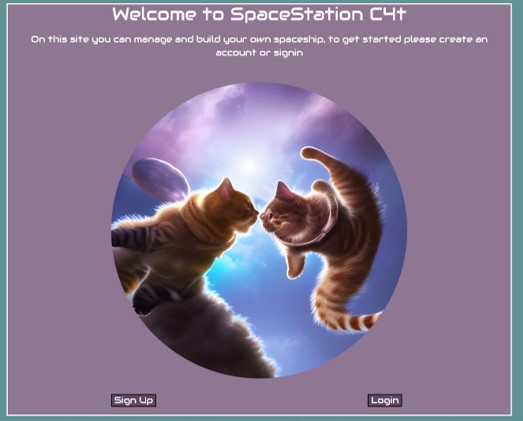 Welcome to SpaceStation C4t
On this site you can manage and build your own spaceship, to get started please create an
account or signin
Sign Up
Login